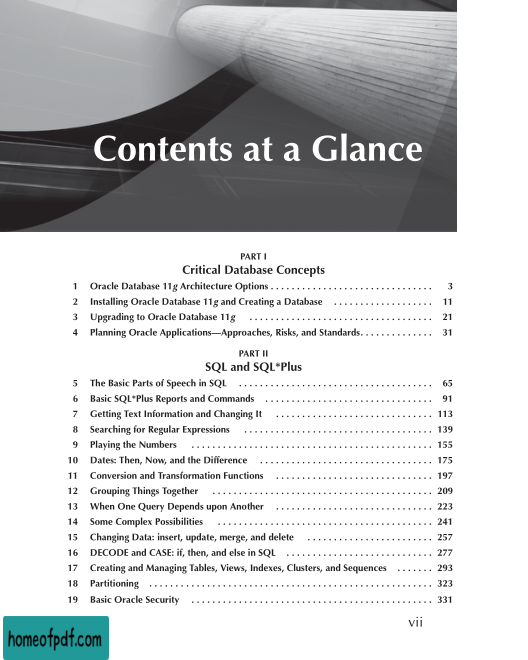 Contents at a Glance
PART I
Critical Database Concepts
1 Oracle Database 11g Architecture Options . . . . . . . . . . . . . . . . . . . . . . . . . . . . . . . 3
2 Installing Oracle Database 11g and Creating a Database . . . . . . . . . . . . . . . . . . . 11
3 Upgrading to Oracle Database 11g . . . . . . . . . . . . . . . . . . . . . . . . . . . . . . . . . . . 21
4 Planning Oracle Applications—Approaches, Risks, and Standards. . . . . . . . . . . . . . 31
PART II
SQL and SQL*Plus
5 The Basic Parts of Speech in SQL . . . . . . . . . . . . . . . . . . . . . . . . . . . . . . . . . . . . . 65
6 Basic SQL*Plus Reports and Commands . . . . . . . . . . . . . . . . . . . . . . . . . . . . . . . . 91
7 Getting Text Information and Changing It . . . . . . . . . . . . . . . . . . . . . . . . . . . . . . 113
8 Searching for Regular Expressions . . . . . . . . . . . . . . . . . . . . . . . . . . . . . . . . . . . . 139
9 Playing the Numbers . . . . . . . . . . . . . . . . . . . . . . . . . . . . . . . . . . . . . . . . . . . . . . 155
10 Dates: Then, Now, and the Difference . . . . . . . . . . . . . . . . . . . . . . . . . . . . . . . . . 175
11 Conversion and Transformation Functions . . . . . . . . . . . . . . . . . . . . . . . . . . . . . . 197
12 Grouping Things Together . . . . . . . . . . . . . . . . . . . . . . . . . . . . . . . . . . . . . . . . . . 209
13 When One Query Depends upon Another . . . . . . . . . . . . . . . . . . . . . . . . . . . . . . 223
14 Some Complex Possibilities . . . . . . . . . . . . . . . . . . . . . . . . . . . . . . . . . . . . . . . . . 241
15 Changing Data: insert, update, merge, and delete . . . . . . . . . . . . . . . . . . . . . . . . 257
16 DECODE and CASE: if, then, and else in SQL . . . . . . . . . . . . . . . . . . . . . . . . . . . . 277
17 Creating and Managing Tables, Views, Indexes, Clusters, and Sequences . . . . . . . 293
18 Partitioning . . . . . . . . . . . . . . . . . . . . . . . . . . . . . . . . . . . . . . . . . . . . . . . . . . . . . . 323
19 Basic Oracle Security . . . . . . . . . . . . . . . . . . . . . . . . . . . . . . . . . . . . . . . . . . . . . . 331
vii
homeofpdf.com